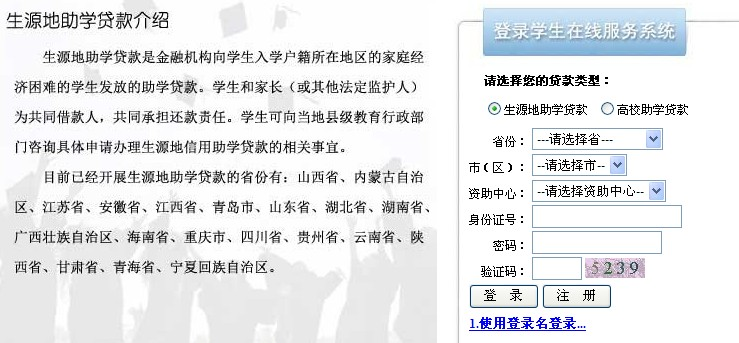 生源地助学贷款介绍
生源地助学贷款是金融机构向学生入学户籍所在地区的家庭经
济困难的学生发放的助学贷款。学生和家长（或其他法定监护人）
为共同借款人，共同承担还款责任。学生可向当地县级教育行政部
门咨询具体申请办理生源地信用助学贷款的相关事宜。
目前已经开展生源地助学贷款的省份有：山西省、内蒙古自治
区、江苏省、安徽省、江西省、青岛市、山东省、湖北省、湖南省、
广西壮族自治区、海南省、重庆市、四川省、贵州省、云南省、陕
西省、甘肃省、青海省、宁夏回族自治区。
登录学生在线服务系统
请选择您的贷款类型：
生源地助学贷款 高校助学贷款
省份： ---请选择省---
市（区）： --请选择市--
资助中心： --请选择资助中心--
身份证号：
密码：
验证码： 5239
登 录 注 册
1.使用登录名登录...